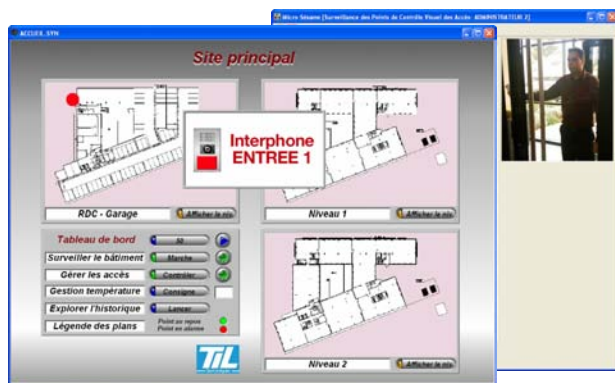 Micro Sésame [Surveillance des Points de Contrôle Visuel des Accès- ADMINISTRATEUR 2]
ACCUEIL_SYN
Site principal
Interphone
ENTREE 1
RDC - Garage
Niveau 1
Tableau de bord
50
Surveiller le bâtiment
Marche
Gérer les accès
Contrôler
Gestion température
Consigne
Explorer l'historique
Lancer
Légende des plans
Point au repos
Point en alarme
TiL
Niveau 2